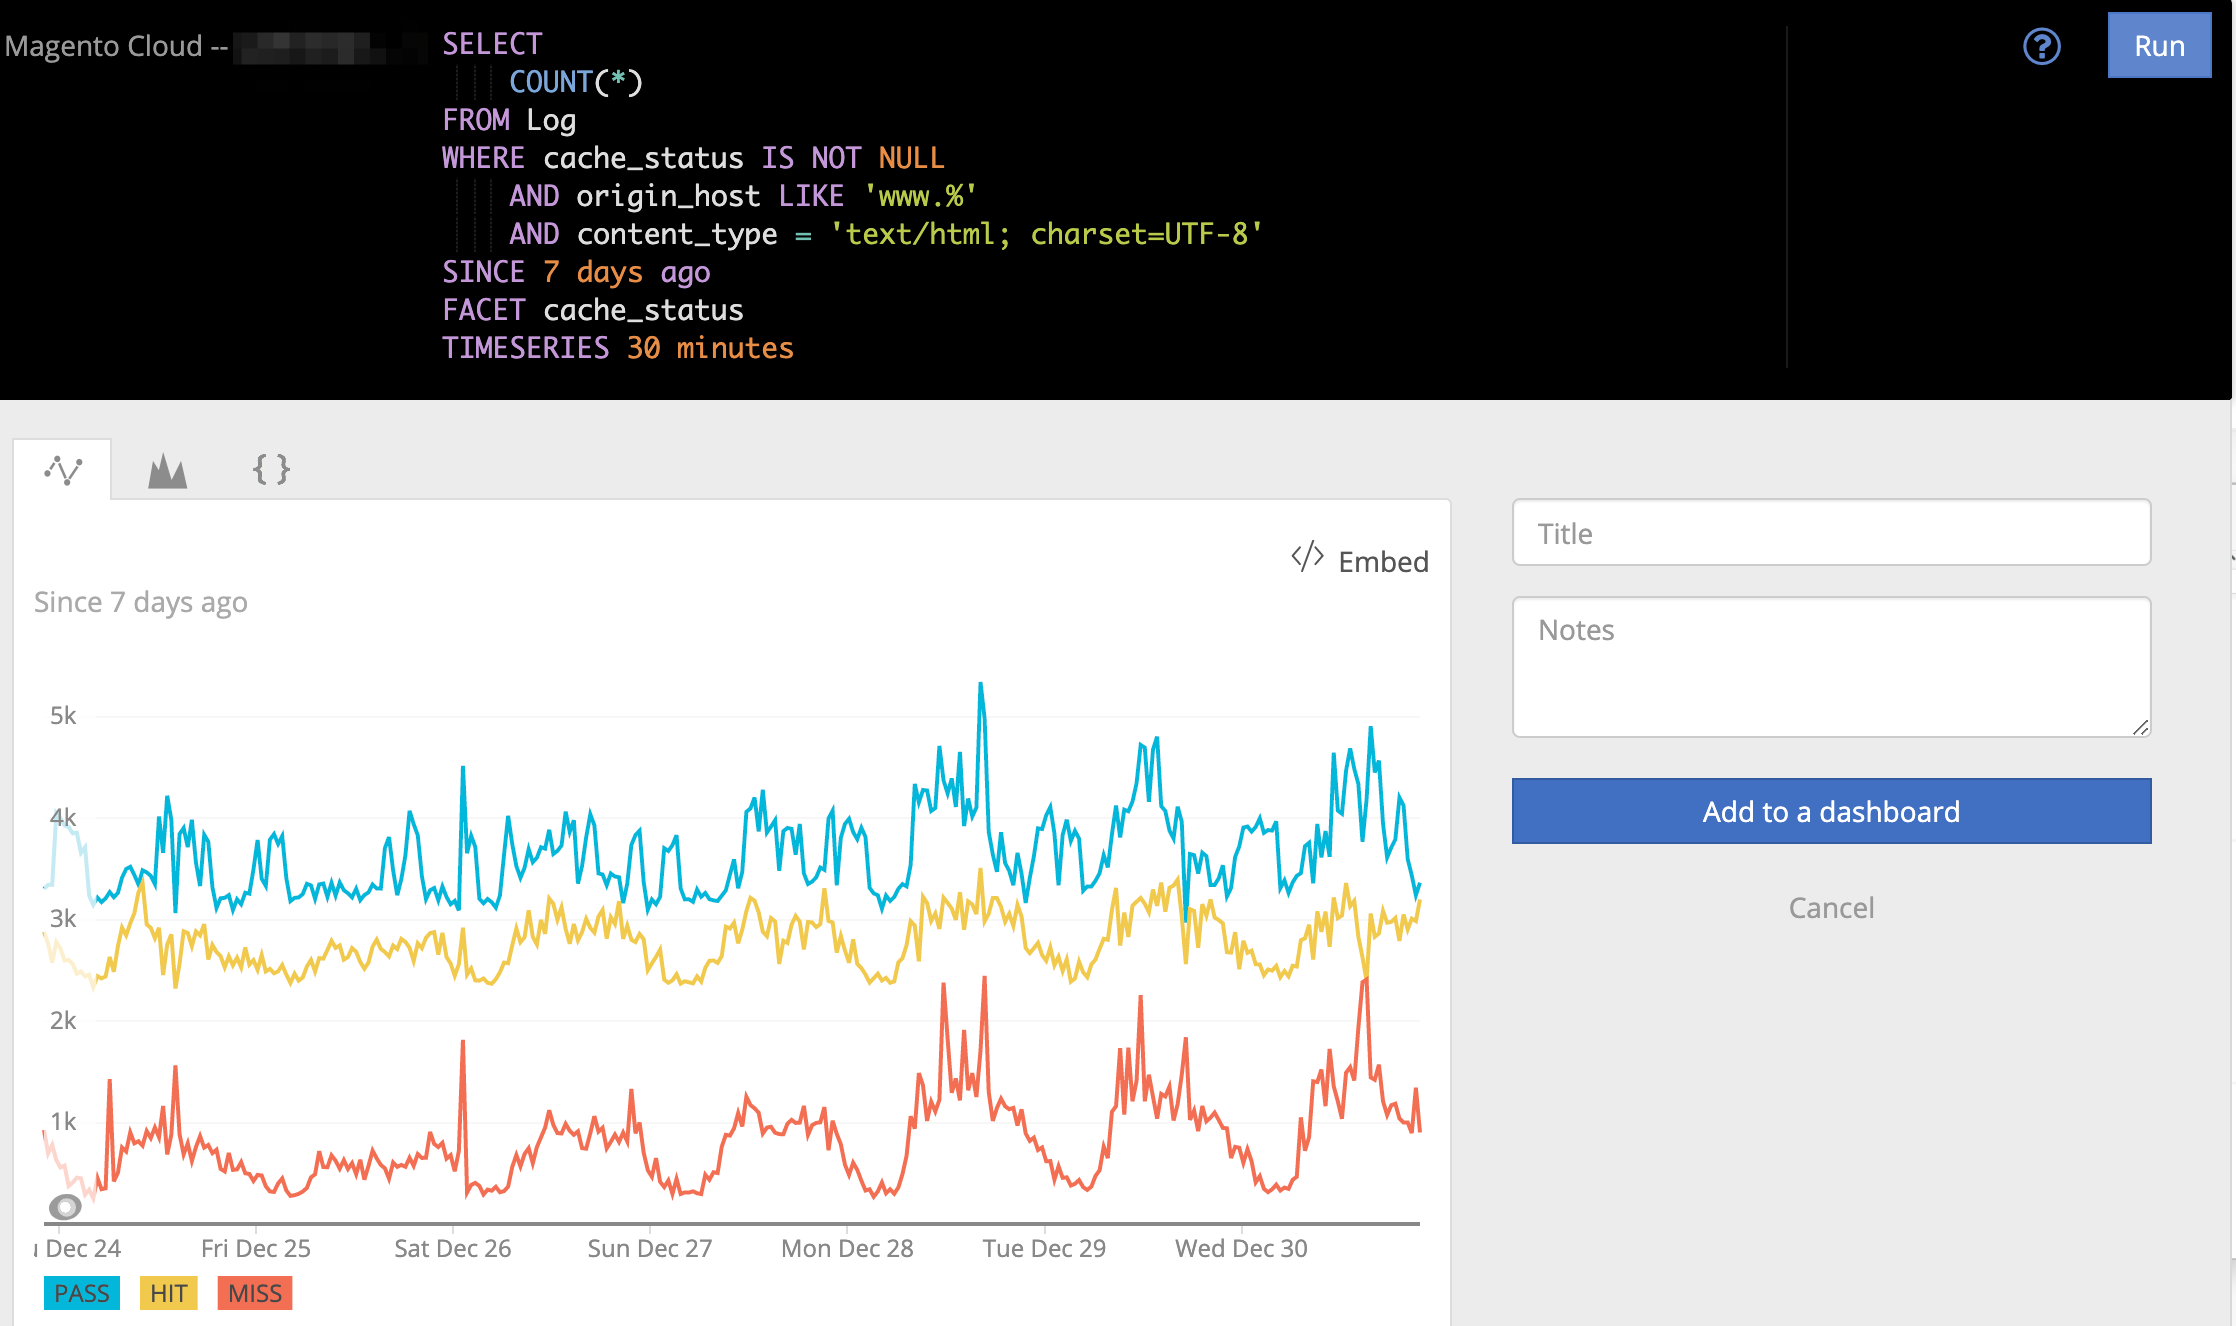 Magento Cloud --
SELECT
COUNT(*)
FROM Log
WHERE cache_status IS NOT NULL
AND origin_host LIKE 'www.%'
AND content_type = 'text/html; charset=UTF-8'
SINCE 7 days ago
FACET cache_status
TIMESERIES 30 minutes
?
Run
{ }
</> Embed
Since 7 days ago
5k
4k
3k
2k
1k
Dec 24 Fri Dec 25 Sat Dec 26 Sun Dec 27 Mon Dec 28 Tue Dec 29 Wed Dec 30
PASS HIT MISS
Title
Notes
Add to a dashboard
Cancel